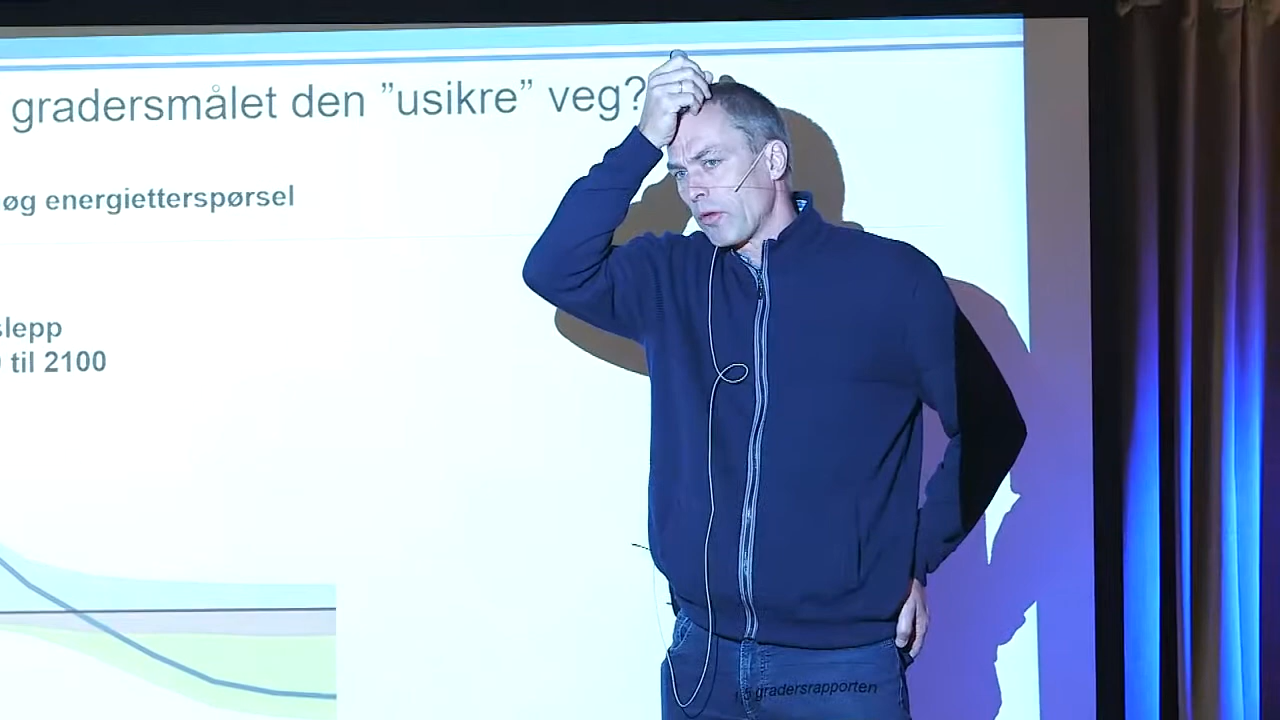 gradersmålet den ”usikre” veg?
øg energietterspørsel
slepp
til 2100
gradersrapporten